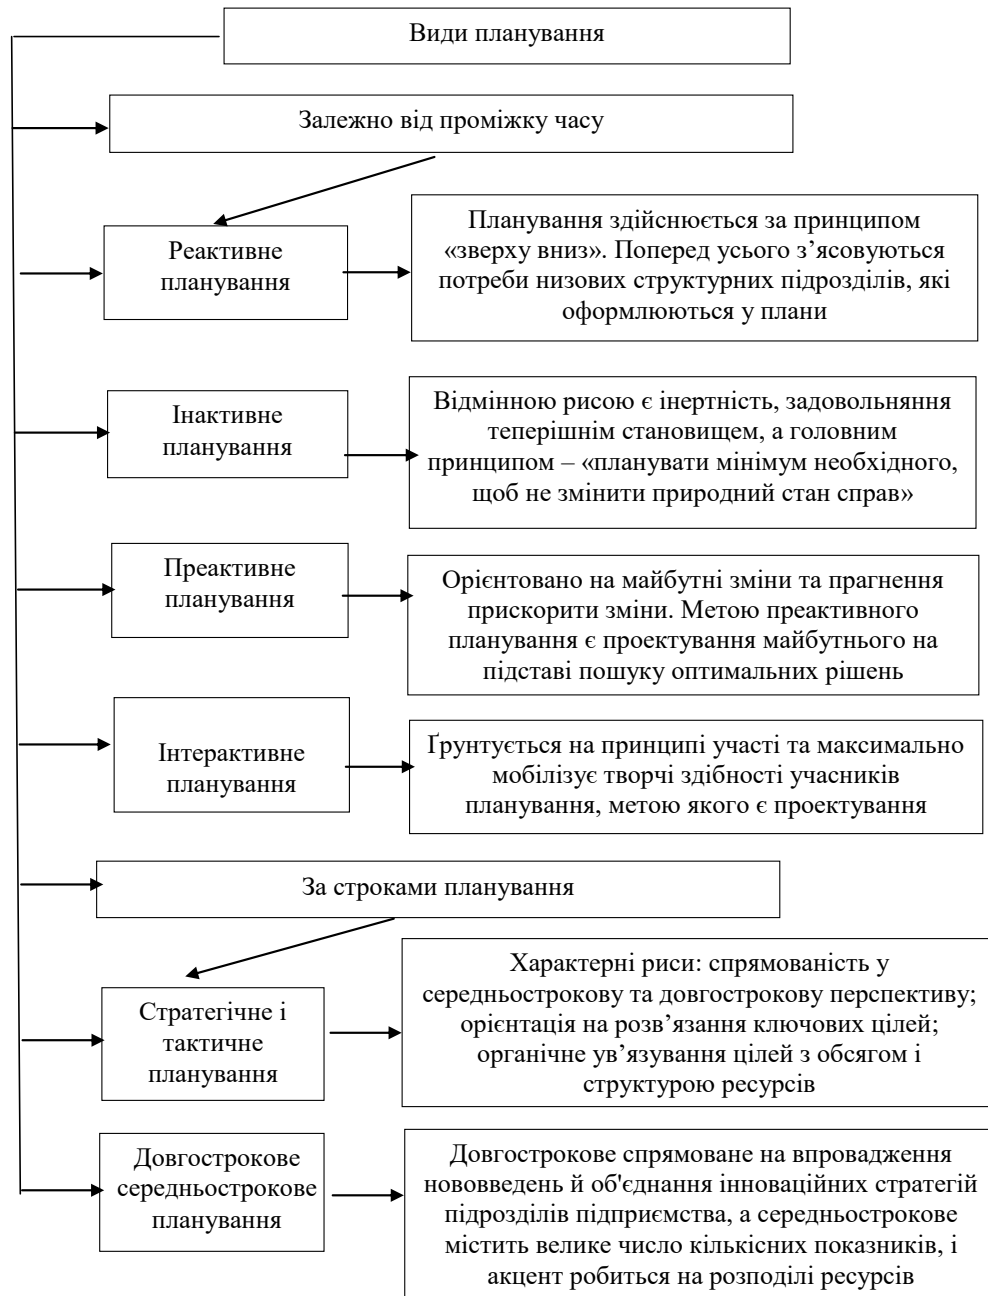 Види планування
Залежно від проміжку часу
Реактивне
планування
Планування здійснюється за принципом
«зверху вниз». Поперед усього з’ясовуються
потреби низових структурних підрозділів, які
оформлюються у плани
Інактивне
планування
Відмінною рисою є інертність, задовольняння
теперішнім становищем, а головним
принципом – «планувати мінімум необхідного,
щоб не змінити природний стан справ»
Преактивне
планування
Орієнтовано на майбутні зміни та прагнення
прискорити зміни. Метою преактивного
планування є проектування майбутнього на
підставі пошуку оптимальних рішень
Інтерактивне
планування
Ґрунтується на принципі участі та максимально
мобілізує творчі здібності учасників
планування, метою якого є проектування
За строками планування
Стратегічне і
тактичне
планування
Характерні риси: спрямованість у
середньострокову та довгострокову перспективу;
орієнтація на розв’язання ключових цілей;
органічне ув’язування цілей з обсягом і
структурою ресурсів
Довгострокове
середньострокове
планування
Довгострокове спрямоване на впровадження
нововведень й об'єднання інноваційних стратегій
підрозділів підприємства, а середньострокове
містить велике число кількісних показників, і
акцент робиться на розподілі ресурсів